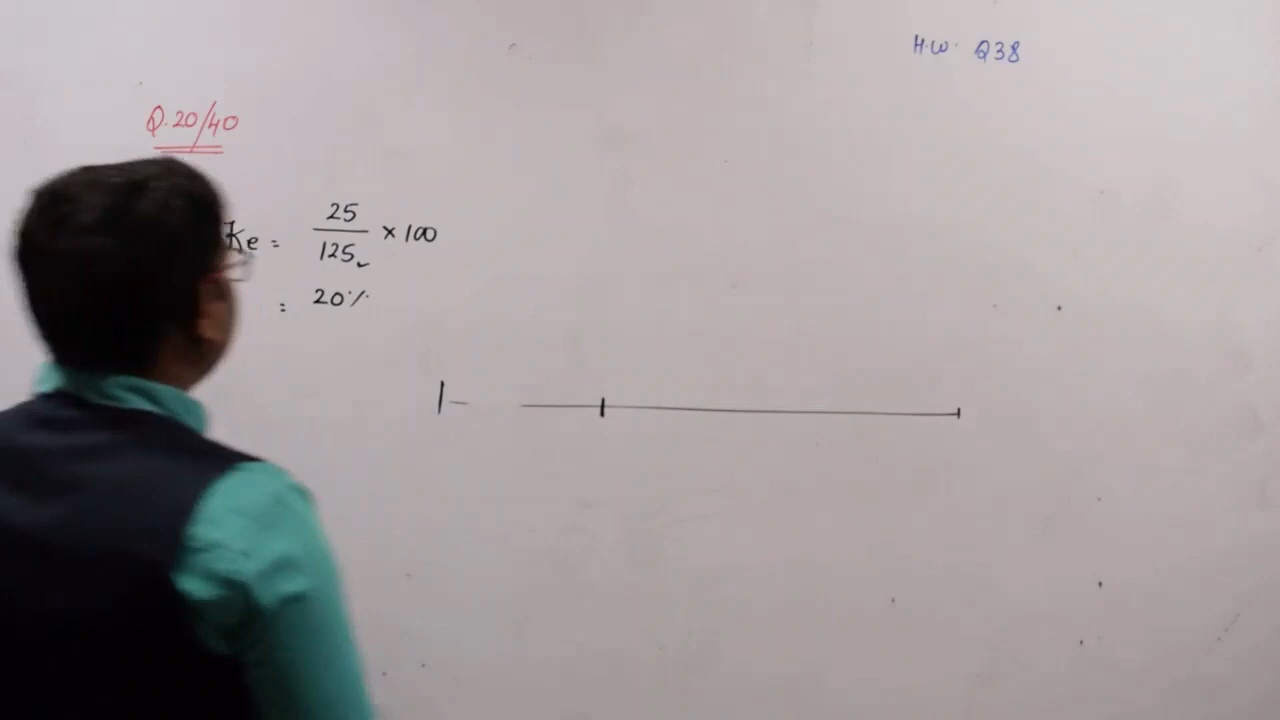 H.W. Q38
Q.20/40
Ke = 25/125 × 100
= 20%